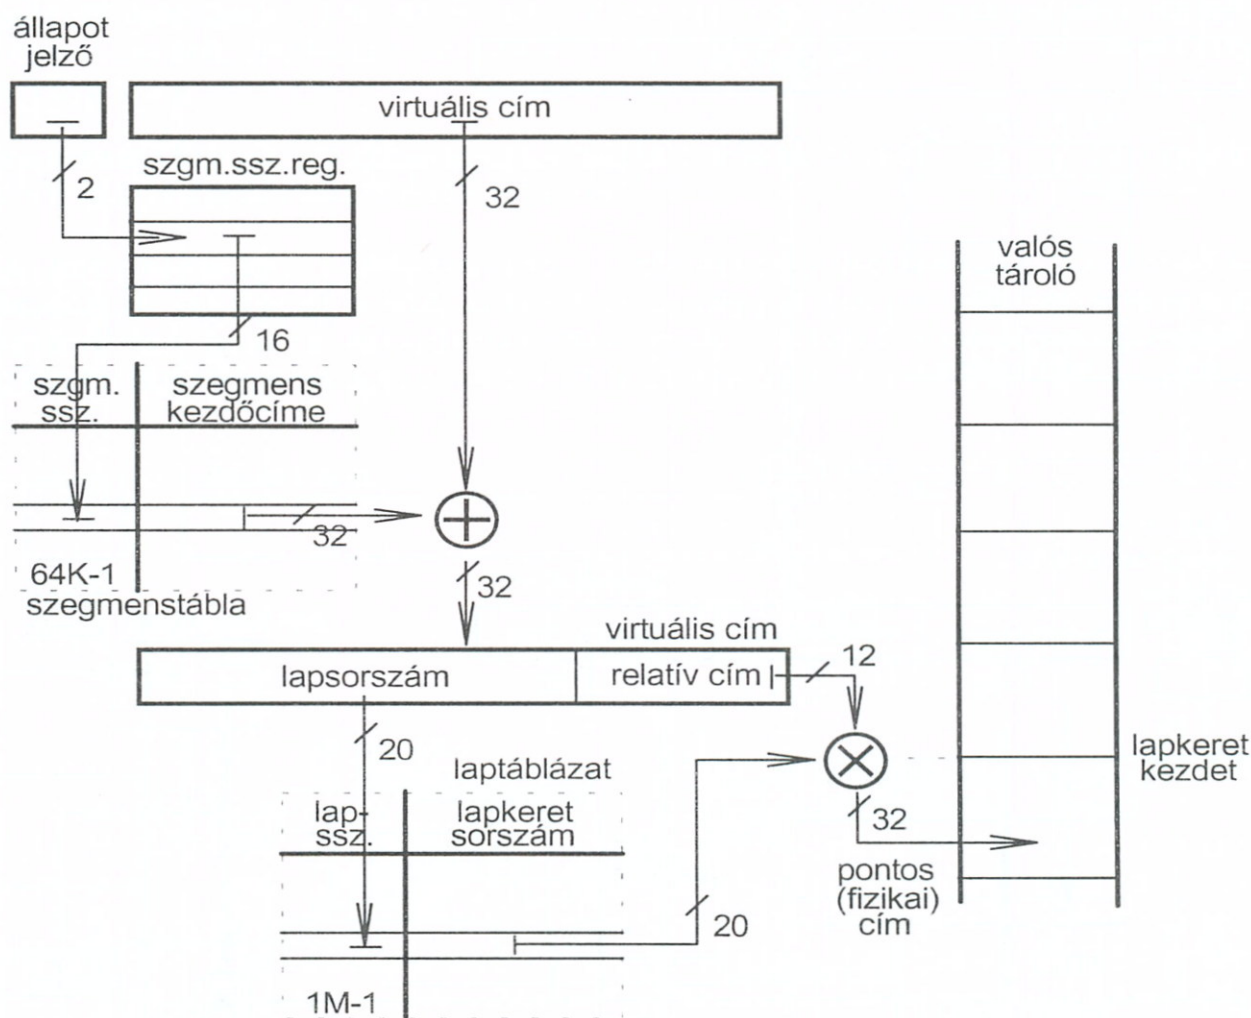 állapot
jelző
virtuális cím
2
szgm.ssz.reg.
32
16
valós
tároló
szgm.
ssz.
szegmens
kezdőcíme
32
64K-1
szegmenstábla
32
virtuális cím
lapsorszám
relatív cím
12
20
laptáblázat
lap-
ssz.
lapkeret
sorszám
lapkeret
kezdet
32
pontos
(fizikai)
cím
20
1M-1